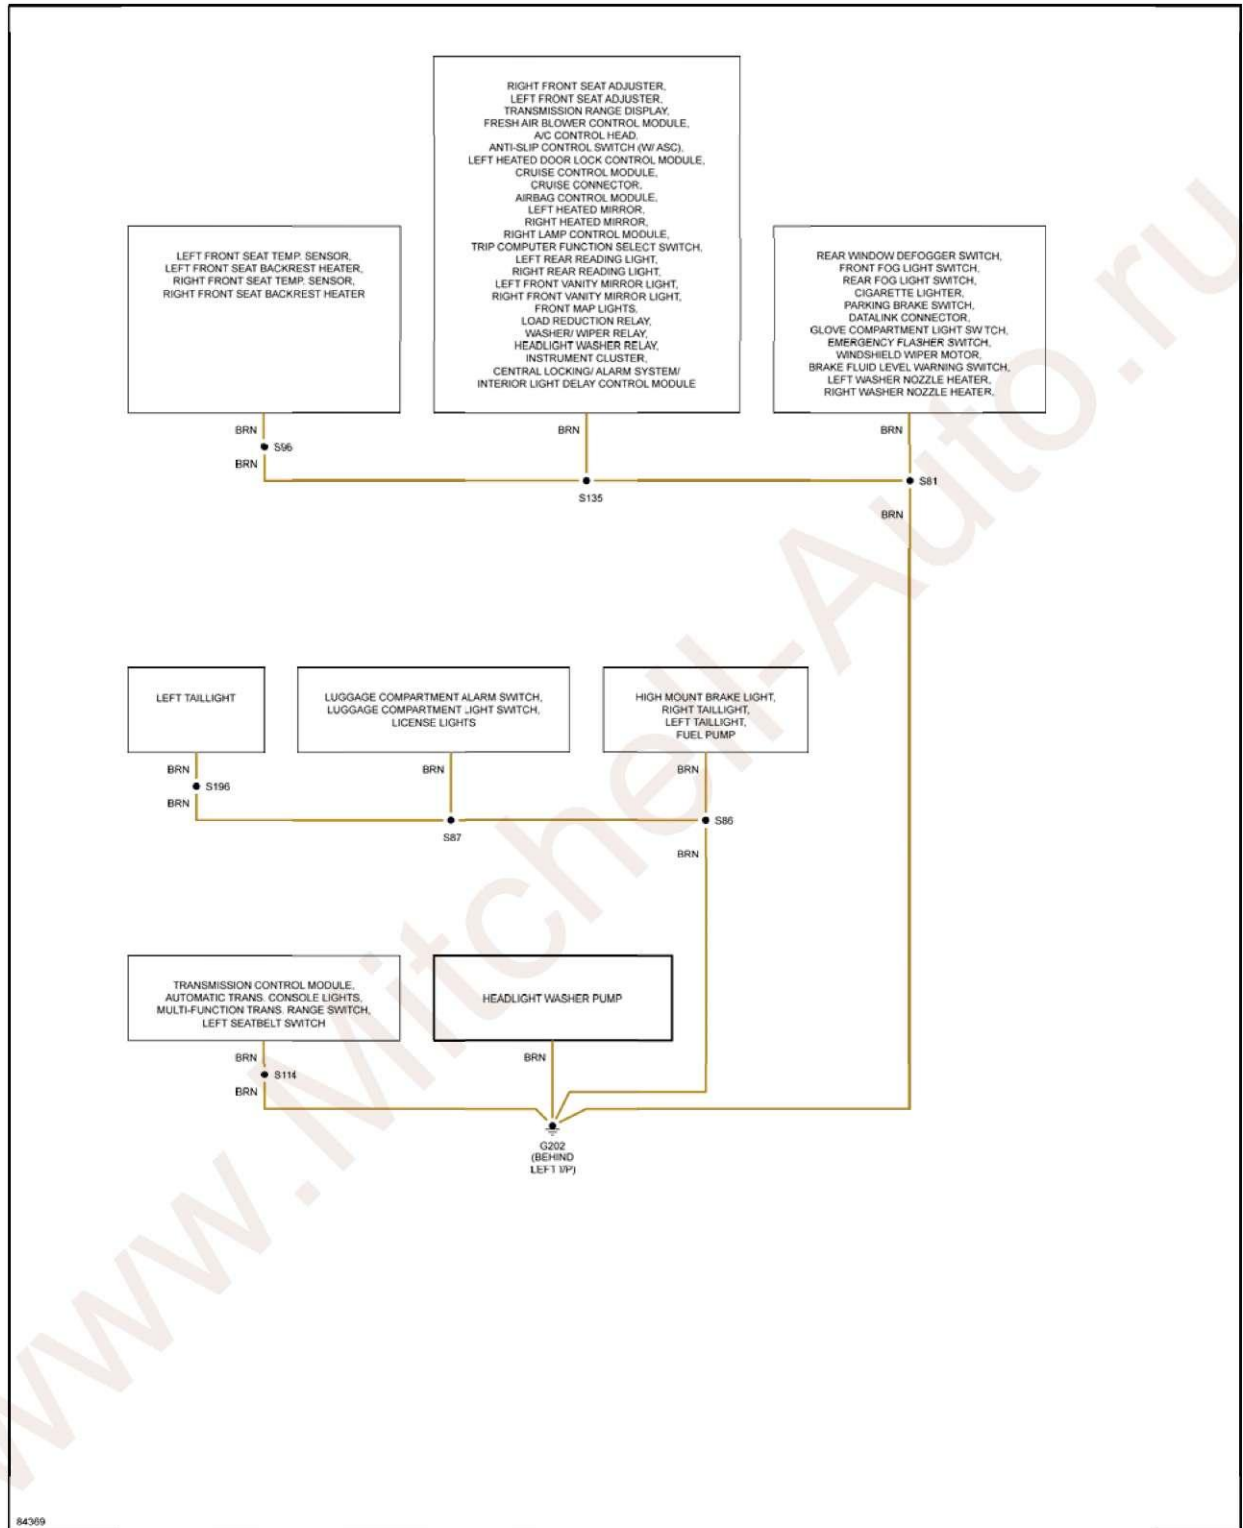 RIGHT FRONT SEAT ADJUSTER,
LEFT FRONT SEAT ADJUSTER,
TRANSMISSION RANGE DISPLAY,
FRESH AIR BLOWER CONTROL MODULE,
A/C CONTROL HEAD,
ANTI-SLIP CONTROL SWITCH (W/ ASC),
LEFT HEATED DOOR LOCK CONTROL MODULE,
CRUISE CONTROL MODULE,
CRUISE CONNECTOR,
AIRBAG CONTROL MODULE,
LEFT HEATED MIRROR,
RIGHT HEATED MIRROR,
RIGHT LAMP CONTROL MODULE,
TRIP COMPUTER FUNCTION SELECT SWITCH,
LEFT REAR READING LIGHT,
RIGHT REAR READING LIGHT,
LEFT FRONT VANITY MIRROR LIGHT,
RIGHT FRONT VANITY MIRROR LIGHT,
FRONT MAP LIGHTS,
LOAD REDUCTION RELAY,
WASHER/ WIPER RELAY,
HEADLIGHT WASHER RELAY,
INSTRUMENT CLUSTER,
CENTRAL LOCKING/ ALARM SYSTEM/
INTERIOR LIGHT DELAY CONTROL MODULE
LEFT FRONT SEAT TEMP. SENSOR,
LEFT FRONT SEAT BACKREST HEATER,
RIGHT FRONT SEAT TEMP. SENSOR,
RIGHT FRONT SEAT BACKREST HEATER
REAR WINDOW DEFOGGER SWITCH,
FRONT FOG LIGHT SWITCH,
REAR FOG LIGHT SWITCH,
CIGARETTE LIGHTER,
PARKING BRAKE SWITCH,
DATALINK CONNECTOR,
GLOVE COMPARTMENT LIGHT SW TCH,
EMERGENCY FLASHER SWITCH,
WINDSHIELD WIPER MOTOR,
BRAKE FLUID LEVEL WARNING SWITCH,
LEFT WASHER NOZZLE HEATER,
RIGHT WASHER NOZZLE HEATER,
BRN
BRN
BRN
S96
BRN
S135
S81
BRN
LEFT TAILLIGHT
LUGGAGE COMPARTMENT ALARM SWITCH,
LUGGAGE COMPARTMENT LIGHT SWITCH,
LICENSE LIGHTS
HIGH MOUNT BRAKE LIGHT,
RIGHT TAILLIGHT,
LEFT TAILLIGHT,
FUEL PUMP
BRN
BRN
BRN
S196
BRN
S87
S86
BRN
TRANSMISSION CONTROL MODULE,
AUTOMATIC TRANS. CONSOLE LIGHTS,
MULTI-FUNCTION TRANS. RANGE SWITCH,
LEFT SEATBELT SWITCH
HEADLIGHT WASHER PUMP
BRN
BRN
S114
BRN
G202
(BEHIND
LEFT I/P)
84369
www.Mitchell-Auto.ru